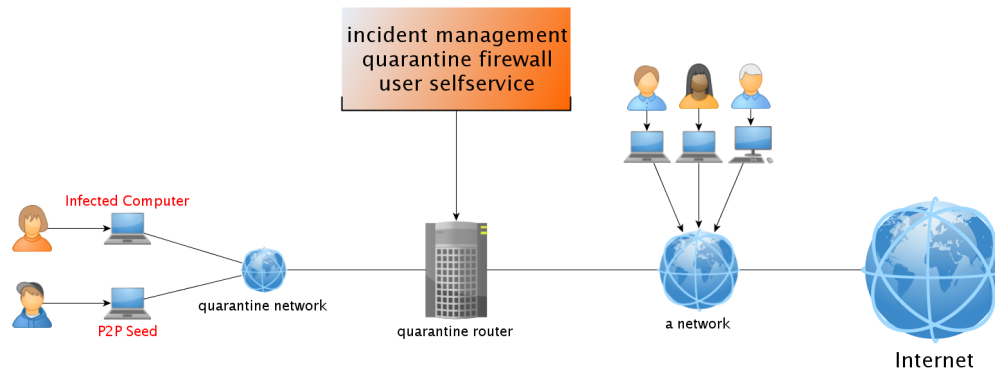 incident management
quarantine firewall
user selfservice
Infected Computer
P2P Seed
quarantine network
quarantine router
a network
Internet